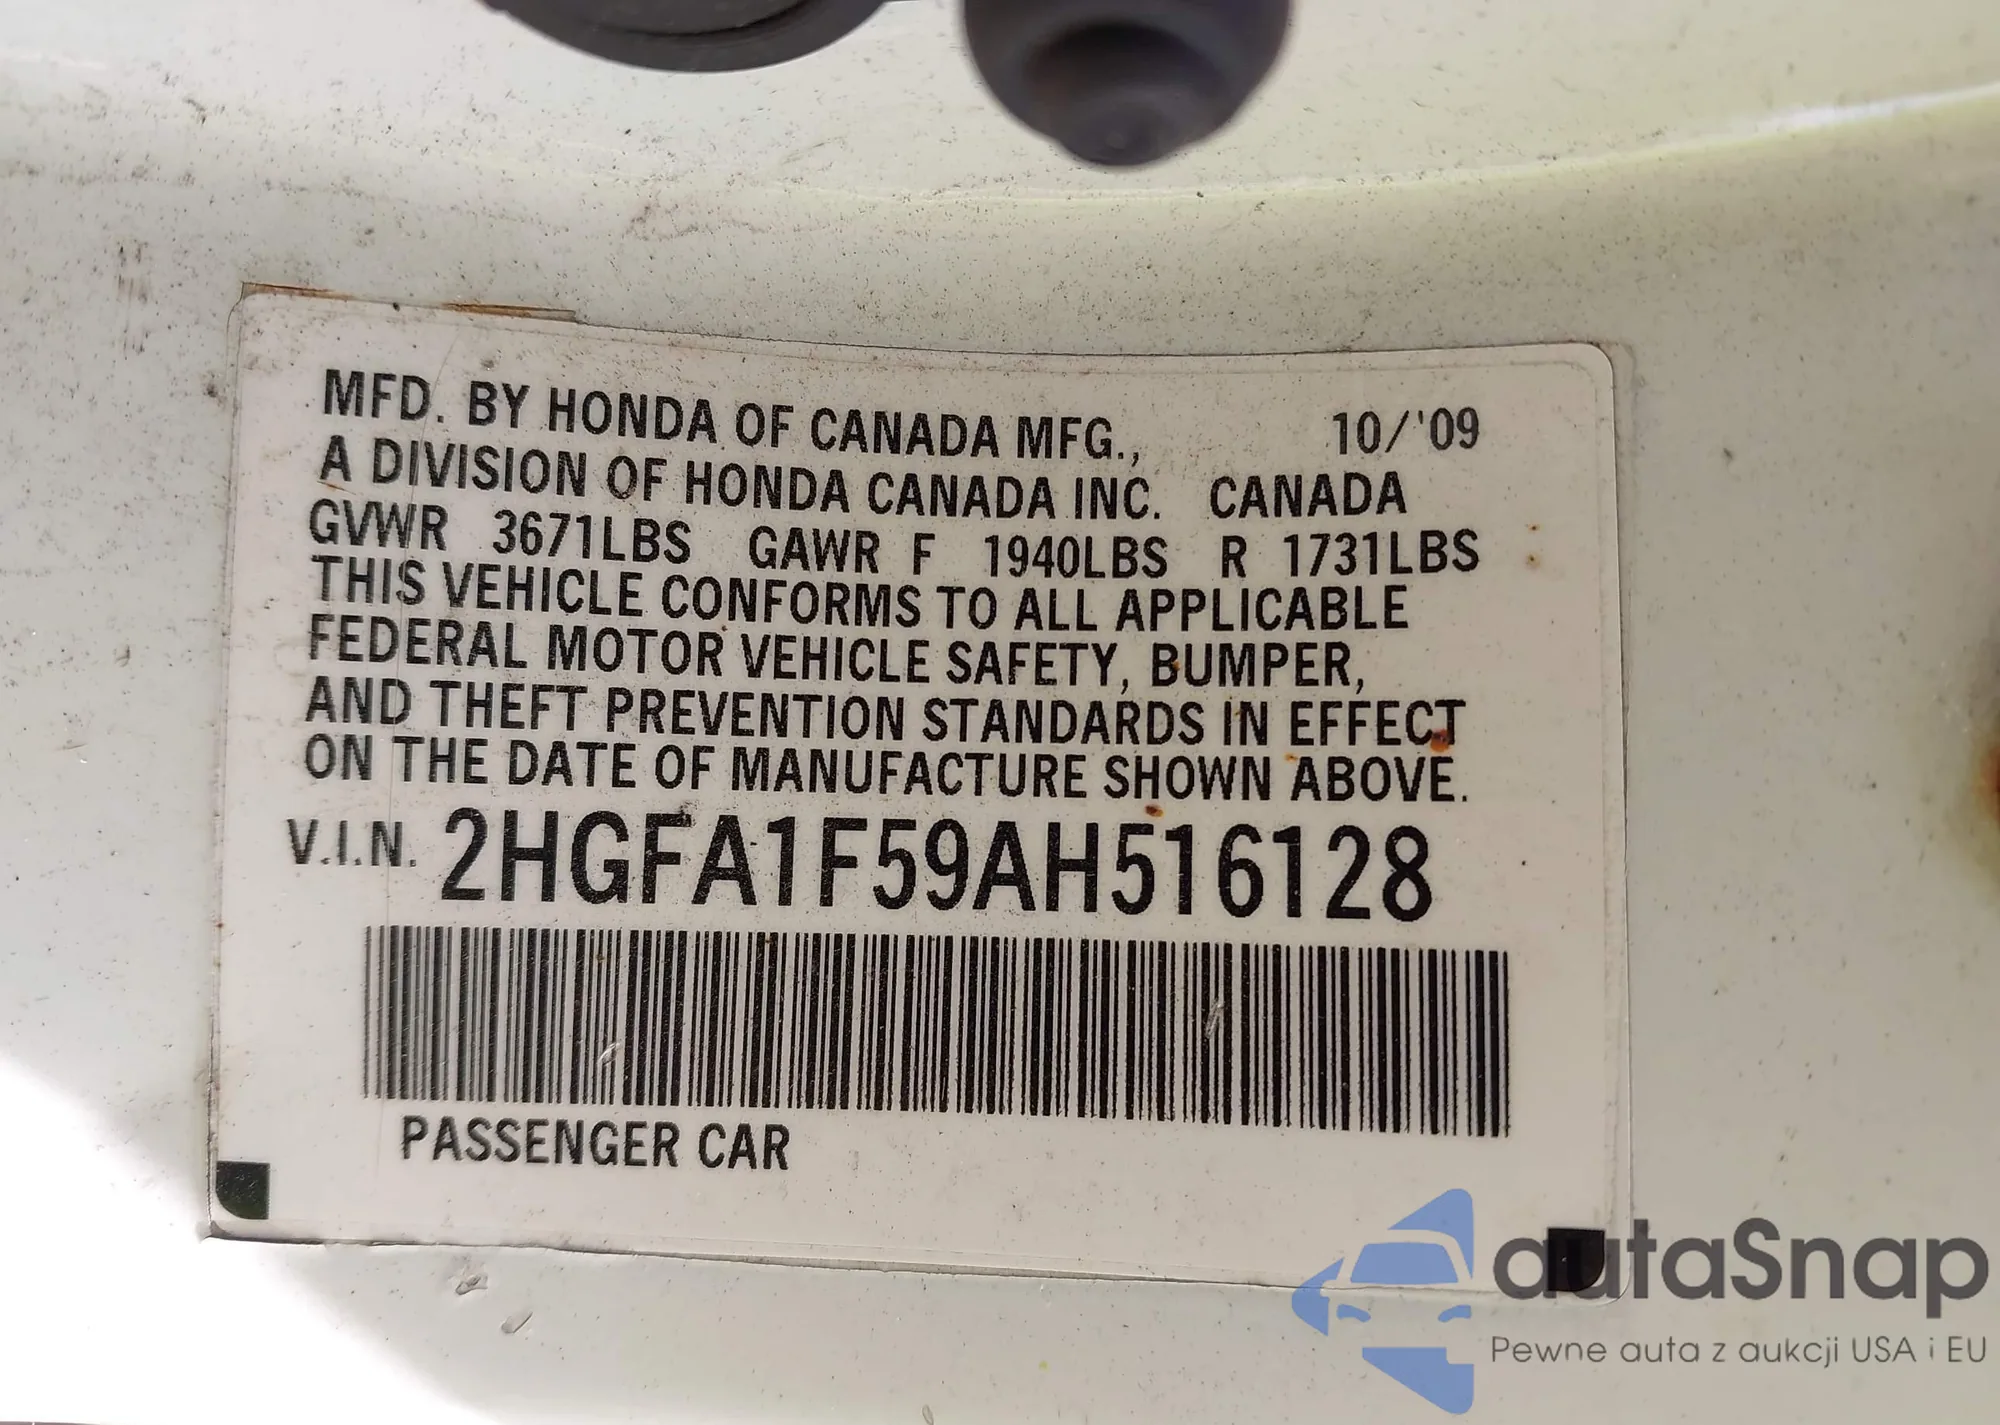 MFD. BY HONDA OF CANADA MFG., 10/'09
A DIVISION OF HONDA CANADA INC. CANADA
GVWR 3671LBS GAWR F 1940LBS R 1731LBS
THIS VEHICLE CONFORMS TO ALL APPLICABLE
FEDERAL MOTOR VEHICLE SAFETY, BUMPER,
AND THEFT PREVENTION STANDARDS IN EFFECT
ON THE DATE OF MANUFACTURE SHOWN ABOVE.
V.I.N. 2HGFA1F59AH516128
PASSENGER CAR
autaSnap
Pewne auta z aukcji USA i EU